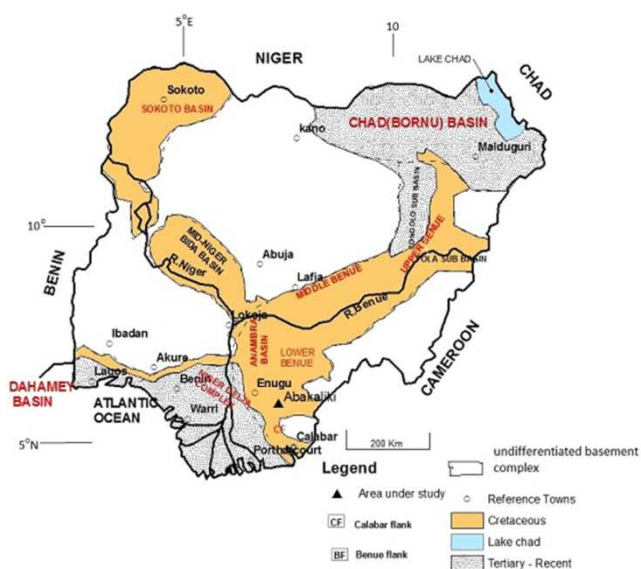 5°E
10
NIGER
LAKE CHAD
CHAD
Sokoto
SOKOTO BASIN
kano
CHAD(BORNU) BASIN
Maiduguri
GONGOLO SUB BASIN
10°
BENIN
MID-NIGER
BIDA BASIN
R.Niger
Abuja
Lafia
MIDDLE BENUE
UPPER BENUE
YOLA SUB BASIN
R.Benue
Lokoja
ANAMBRA
BASIN
LOWER
BENUE
CAMEROON
Ibadan
Akure
Lagos
DAHAMEY
BASIN
ATLANTIC
OCEAN
Benin
Warri
NIGER DELTA
COMPLEX
Enugu
Abakaliki
CF
Calabar
Portharcourt
5°N
200 Km
Legend
Area under study
CF Calabar flank
BF Benue flank
undifferentiated basement
complex
Reference Towns
Cretaceous
Lake chad
Tertiary - Recent